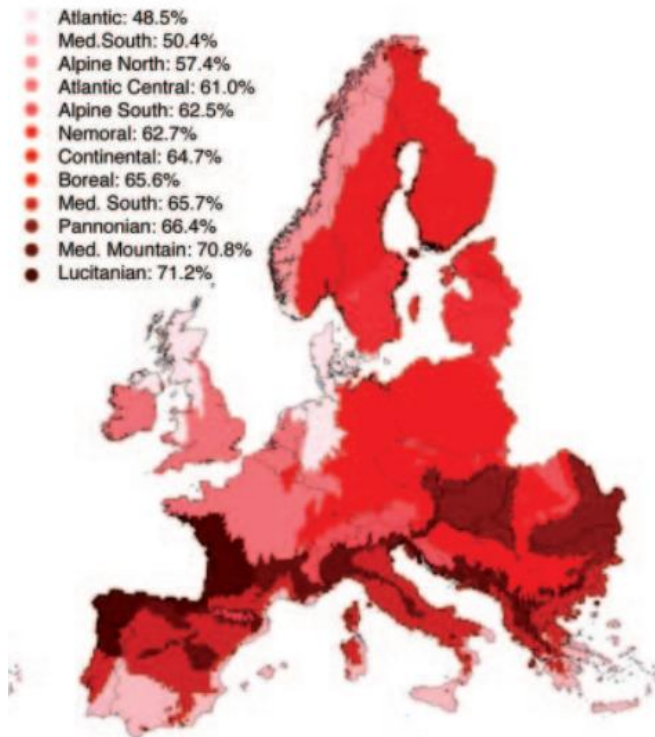 Atlantic: 48.5%
Med.South: 50.4%
Alpine North: 57.4%
Atlantic Central: 61.0%
Alpine South: 62.5%
Nemoral: 62.7%
Continental: 64.7%
Boreal: 65.6%
Med. South: 65.7%
Pannonian: 66.4%
Med. Mountain: 70.8%
Lucitanian: 71.2%